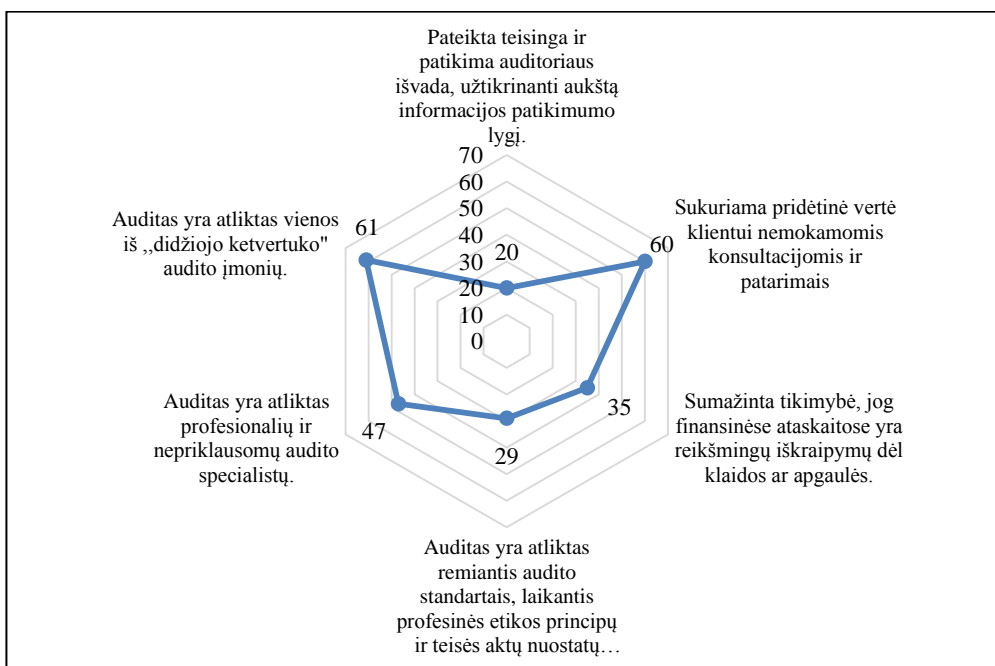 Pateikta teisinga ir
patikima auditoriaus
išvada, užtikrinanti aukštą
informacijos patikimumo
lygį.
70
60
50
40
30
20
10
0
20
60
35
29
47
61
Sukuriama pridėtinė vertė
klientui nemokamomis
konsultacijomis ir
patarimais
Sumažinta tikimybė, jog
finansinėse ataskaitose yra
reikšmingų iškraipymų dėl
klaidos ar apgaulės.
Auditas yra atliktas
remiantis audito
standartais, laikantis
profesinės etikos principų
ir teisės aktų nuostatų…
Auditas yra atliktas
profesionalių ir
nepriklausomų audito
specialistų.
Auditas yra atliktas vienos
iš ,,didžiojo ketvertuko"
audito įmonių.